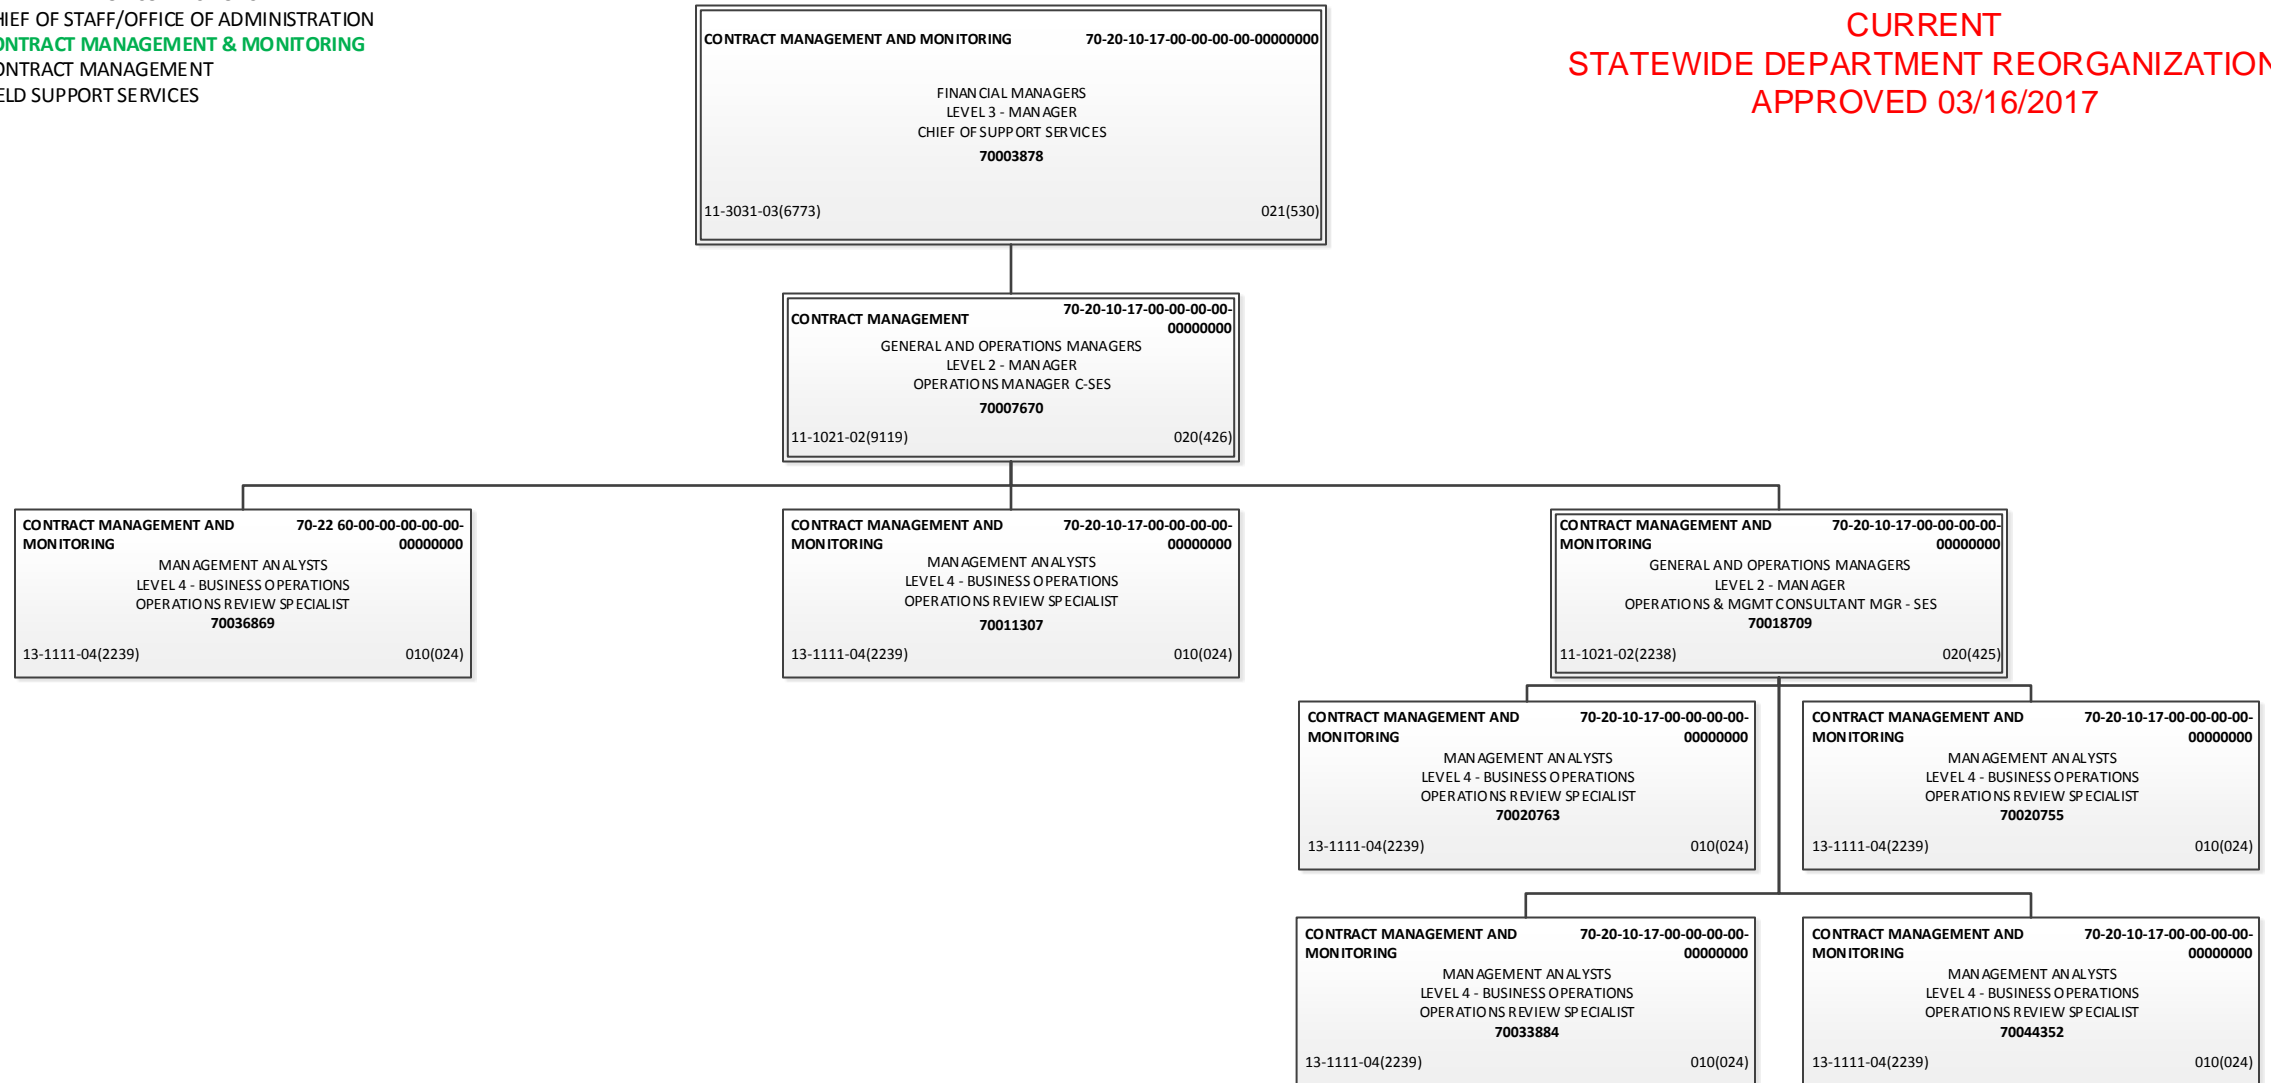 HIEF OF STAFF/OFFICE OF ADMINISTRATION
ONTRACT MANAGEMENT & MONITORING
ONTRACT MANAGEMENT
ELD SUPPORT SERVICES
CURRENT
STATEWIDE DEPARTMENT REORGANIZATION
APPROVED 03/16/2017
CONTRACT MANAGEMENT AND MONITORING 70-20-10-17-00-00-00-00-00000000
FINANCIAL MANAGERS
LEVEL 3 - MANAGER
CHIEF OF SUPPORT SERVICES
70003878
11-3031-03(6773) 021(530)
CONTRACT MANAGEMENT 70-20-10-17-00-00-00-00-
00000000
GENERAL AND OPERATIONS MANAGERS
LEVEL 2 - MANAGER
OPERATIONS MANAGER C-SES
70007670
11-1021-02(9119) 020(426)
CONTRACT MANAGEMENT AND 70-22 60-00-00-00-00-00-
MONITORING 00000000
MANAGEMENT ANALYSTS
LEVEL 4 - BUSINESS OPERATIONS
OPERATIONS REVIEW SPECIALIST
70036869
13-1111-04(2239) 010(024)
CONTRACT MANAGEMENT AND 70-20-10-17-00-00-00-00-
MONITORING 00000000
MANAGEMENT ANALYSTS
LEVEL 4 - BUSINESS OPERATIONS
OPERATIONS REVIEW SPECIALIST
70011307
13-1111-04(2239) 010(024)
CONTRACT MANAGEMENT AND 70-20-10-17-00-00-00-00-
MONITORING 00000000
GENERAL AND OPERATIONS MANAGERS
LEVEL 2 - MANAGER
OPERATIONS & MGMT CONSULTANT MGR - SES
70018709
11-1021-02(2238) 020(425)
CONTRACT MANAGEMENT AND 70-20-10-17-00-00-00-00-
MONITORING 00000000
MANAGEMENT ANALYSTS
LEVEL 4 - BUSINESS OPERATIONS
OPERATIONS REVIEW SPECIALIST
70020763
13-1111-04(2239) 010(024)
CONTRACT MANAGEMENT AND 70-20-10-17-00-00-00-00-
MONITORING 00000000
MANAGEMENT ANALYSTS
LEVEL 4 - BUSINESS OPERATIONS
OPERATIONS REVIEW SPECIALIST
70020755
13-1111-04(2239) 010(024)
CONTRACT MANAGEMENT AND 70-20-10-17-00-00-00-00-
MONITORING 00000000
MANAGEMENT ANALYSTS
LEVEL 4 - BUSINESS OPERATIONS
OPERATIONS REVIEW SPECIALIST
70033884
13-1111-04(2239) 010(024)
CONTRACT MANAGEMENT AND 70-20-10-17-00-00-00-00-
MONITORING 00000000
MANAGEMENT ANALYSTS
LEVEL 4 - BUSINESS OPERATIONS
OPERATIONS REVIEW SPECIALIST
70044352
13-1111-04(2239) 010(024)